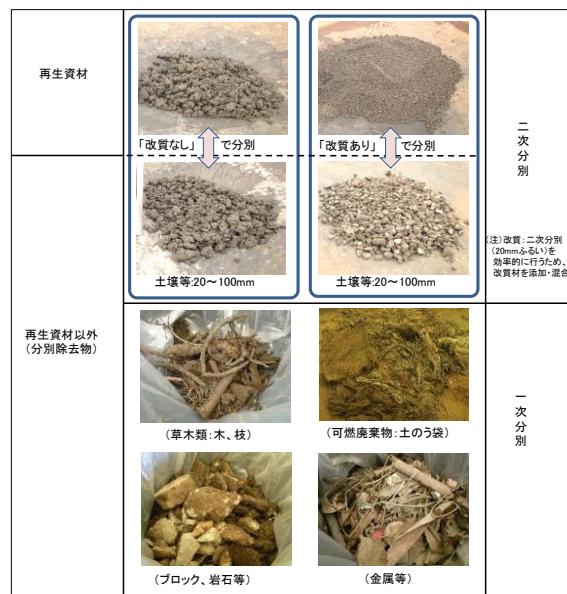 再生資材
「改質なし」で分別
「改質あり」で分別
土壌等:20～100mm
土壌等:20～100mm
二次分別
(注)改質:二次分別
(20mmふるい)を
効率的に行うため、
改質材を添加・混合
再生資材以外
(分別除去物)
(草木類:木、枝)
(可燃廃棄物:土のう袋)
(ブロック、岩石等)
(金属等)
一次分別